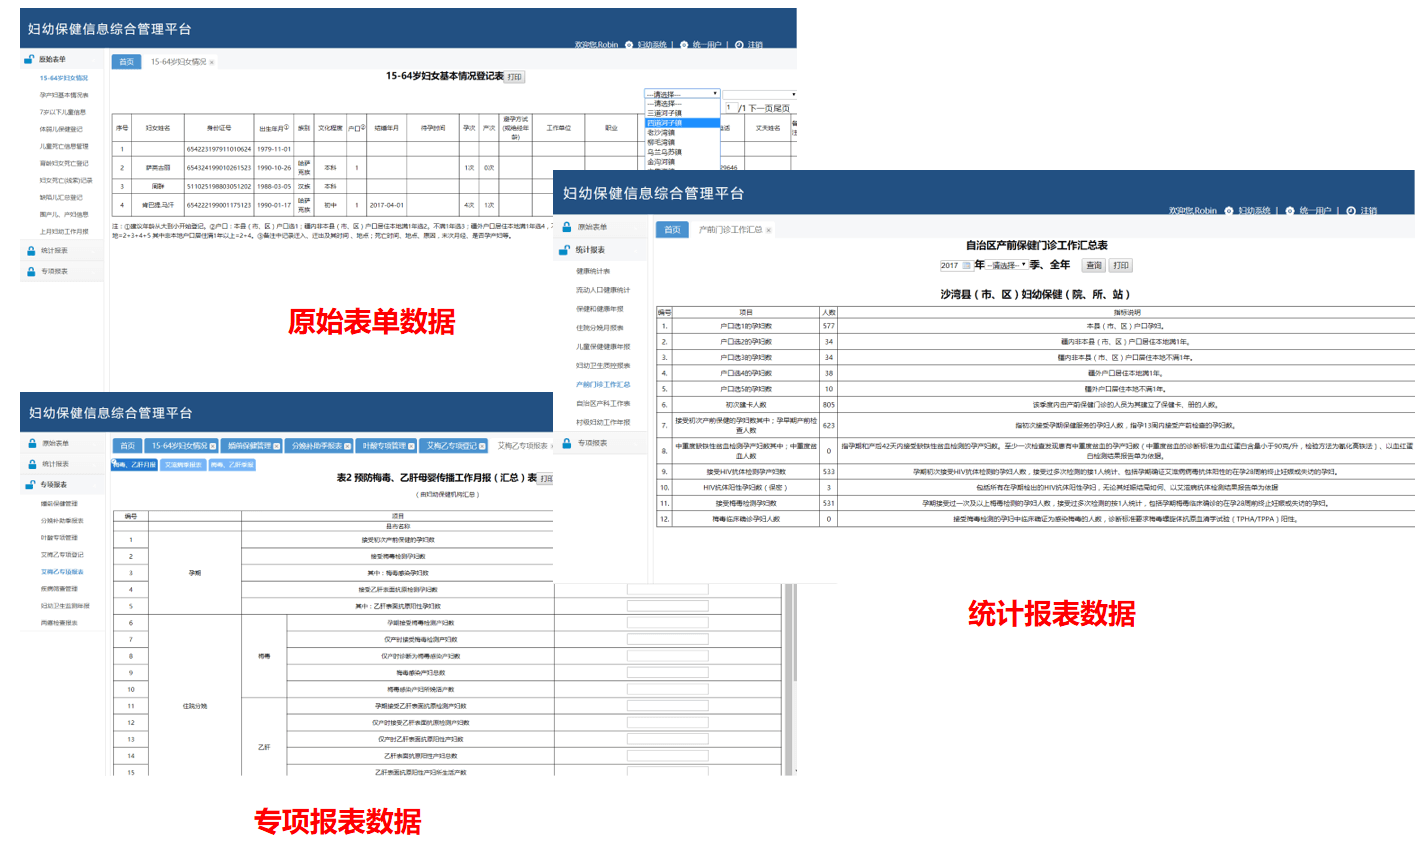 妇幼保健信息综合管理平台
欢迎您,Robin 妇幼系统 | 统一用户 | 注销
原始表单
15-64岁妇女情况
孕产妇基本情况表
7岁以下儿童信息
体弱儿保健登记
儿童死亡信息管理
育龄妇女死亡登记
妇女死亡(线索)记录
缺陷儿汇总登记
围产儿、产妇信息
上月妇幼工作月报
统计报表
专项报表
首页 15-64岁妇女情况 ×
15-64岁妇女基本情况登记表 打印
---请选择---
---请选择---
三道河子镇
四道河子镇
老沙湾镇
柳毛湾镇
乌兰乌苏镇
金沟河镇
1 /1 下一页尾页
序号 妇女姓名 身份证号 出生年月① 族别 文化程度 户口② 结婚年月 待孕时间 孕次 产次 避孕方式(或绝经年龄) 工作单位 职业 丈夫姓名
1 654223197911010624 1979-11-01
2 萨英古丽 654324199010261523 1990-10-26 哈萨克族 本科 1 1次 0次 29646
3 闻群 511025198803051202 1988-03-05 汉族 本科
4 肯巴提.马汗 654222199001175123 1990-01-17 哈萨克族 初中 1 2017-04-01 4次 1次
注：①建议年龄从大到小开始登记。②户口：本县（市、区）户口选1；疆内非本县（市、区）户口居住本地满1年选2，不满1年选3；疆外户口居住本地满1年选4，不
地=2+3+4+5 其中在本地户口居住满1年以上=2+4。③备注中记录迁入、迁出及其时间、地点；死亡时间、地点、原因，末次月经、是否孕产妇等。
原始表单数据
妇幼保健信息综合管理平台
欢迎您,Robin 妇幼系统 | 统一用户 | 注销
原始表单
统计报表
健康统计表
流动人口健康统计
保健和健康年报
住院分娩月报表
儿童保健健康年报
妇幼卫生质控报表
产前门诊工作汇总
自治区产科工作表
村级妇幼工作年报
专项报表
首页 产前门诊工作汇总 ×
自治区产前保健门诊工作汇总表
2017 年 --请选择-- 季、全年 查询 打印
沙湾县（市、区）妇幼保健（院、所、站）
编号 项目 人数 指标说明
1. 户口选1的孕妇数 577 本县（市、区）户口孕妇。
2. 户口选2的孕妇数 34 疆内非本县（市、区）户口居住本地满1年。
3. 户口选3的孕妇数 34 疆内非本县（市、区）户口居住本地不满1年。
4. 户口选4的孕妇数 38 疆外户口居住本地满1年。
5. 户口选5的孕妇数 10 疆外户口居住本地不满1年。
6. 初次建卡人数 805 该季度内由产前保健门诊的人员为其建立了保健卡、册的人数。
7. 接受初次产前保健的孕妇数其中：孕早期产前检查人数 623 指初次接受孕期保健服务的孕妇人数，指孕13周内接受产前检查的孕妇数。
8. 中重度缺铁性贫血检测孕产妇数其中：中重度贫血人数 0 指孕期和产后42天内接受缺铁性贫血检测的孕产妇数。至少一次检查发现患有中重度贫血的孕产妇数（中重度贫血的诊断标准为血红蛋白含量小于90克/升，检验方法为氰化高铁法），以血红蛋白检测结果报告单为依据。
9. 接受HIV抗体检测孕产妇数 533 孕期初次接受HIV抗体检测的孕妇人数，接受过多次检测的按1人统计，包括孕期确证艾滋病病毒抗体阳性的在孕28周前终止妊娠或失访的孕妇。
10. HIV抗体阳性孕妇数（保密） 3 包括所有在孕期检出的HIV抗体阳性孕妇，无论其妊娠结局如何，以艾滋病抗体检测结果报告单为依据
11. 接受梅毒检测孕妇数 531 孕期接受过一次及以上梅毒检测的孕妇人数，接受过多次检测的按1人统计，包括孕期梅毒临床确诊的在孕28周前终止妊娠或失访的孕妇。
12. 梅毒临床确诊孕妇人数 0 接受梅毒检测的孕妇中临床确证为感染梅毒的人数，诊断标准要求梅毒螺旋体抗原血清学试验（TPHA/TPPA）阳性。
统计报表数据
妇幼保健信息综合管理平台
原始表单
统计报表
专项报表
婚前保健管理
分娩补助季报表
叶酸专项管理
艾梅乙专项登记
艾梅乙专项报表
疾病筛查管理
妇幼卫生监测年报
两癌检查报表
首页 15-64岁妇女情况 婚前保健管理 分娩补助季报表 叶酸专项管理 艾梅乙专项登记 艾梅乙专项报表
梅毒、乙肝月报 艾滋病季报表 梅毒、乙肝季报
表2 预防梅毒、乙肝母婴传播工作月报（汇总）表
（由妇幼保健机构汇总）
编号 项目
县市名称
孕期
1 接受初次产前保健的孕妇数
2 接受梅毒检测孕妇数
3 其中：梅毒感染孕妇数
4 接受乙肝表面抗原检测孕妇数
5 其中：乙肝表面抗原阳性孕妇数
住院分娩
梅毒
6 孕期接受梅毒检测产妇数
7 仅产时接受梅毒检测产妇数
8 仅产时诊断为梅毒感染产妇数
9 梅毒感染产妇总数
10 梅毒感染产妇所娩活产数
乙肝
11 孕期接受乙肝表面抗原检测产妇数
12 仅产时接受乙肝表面抗原检测产妇数
13 仅产时乙肝表面抗原阳性产妇数
14 乙肝表面抗原阳性产妇总数
15 乙肝表面抗原阳性产妇所生活产数
专项报表数据